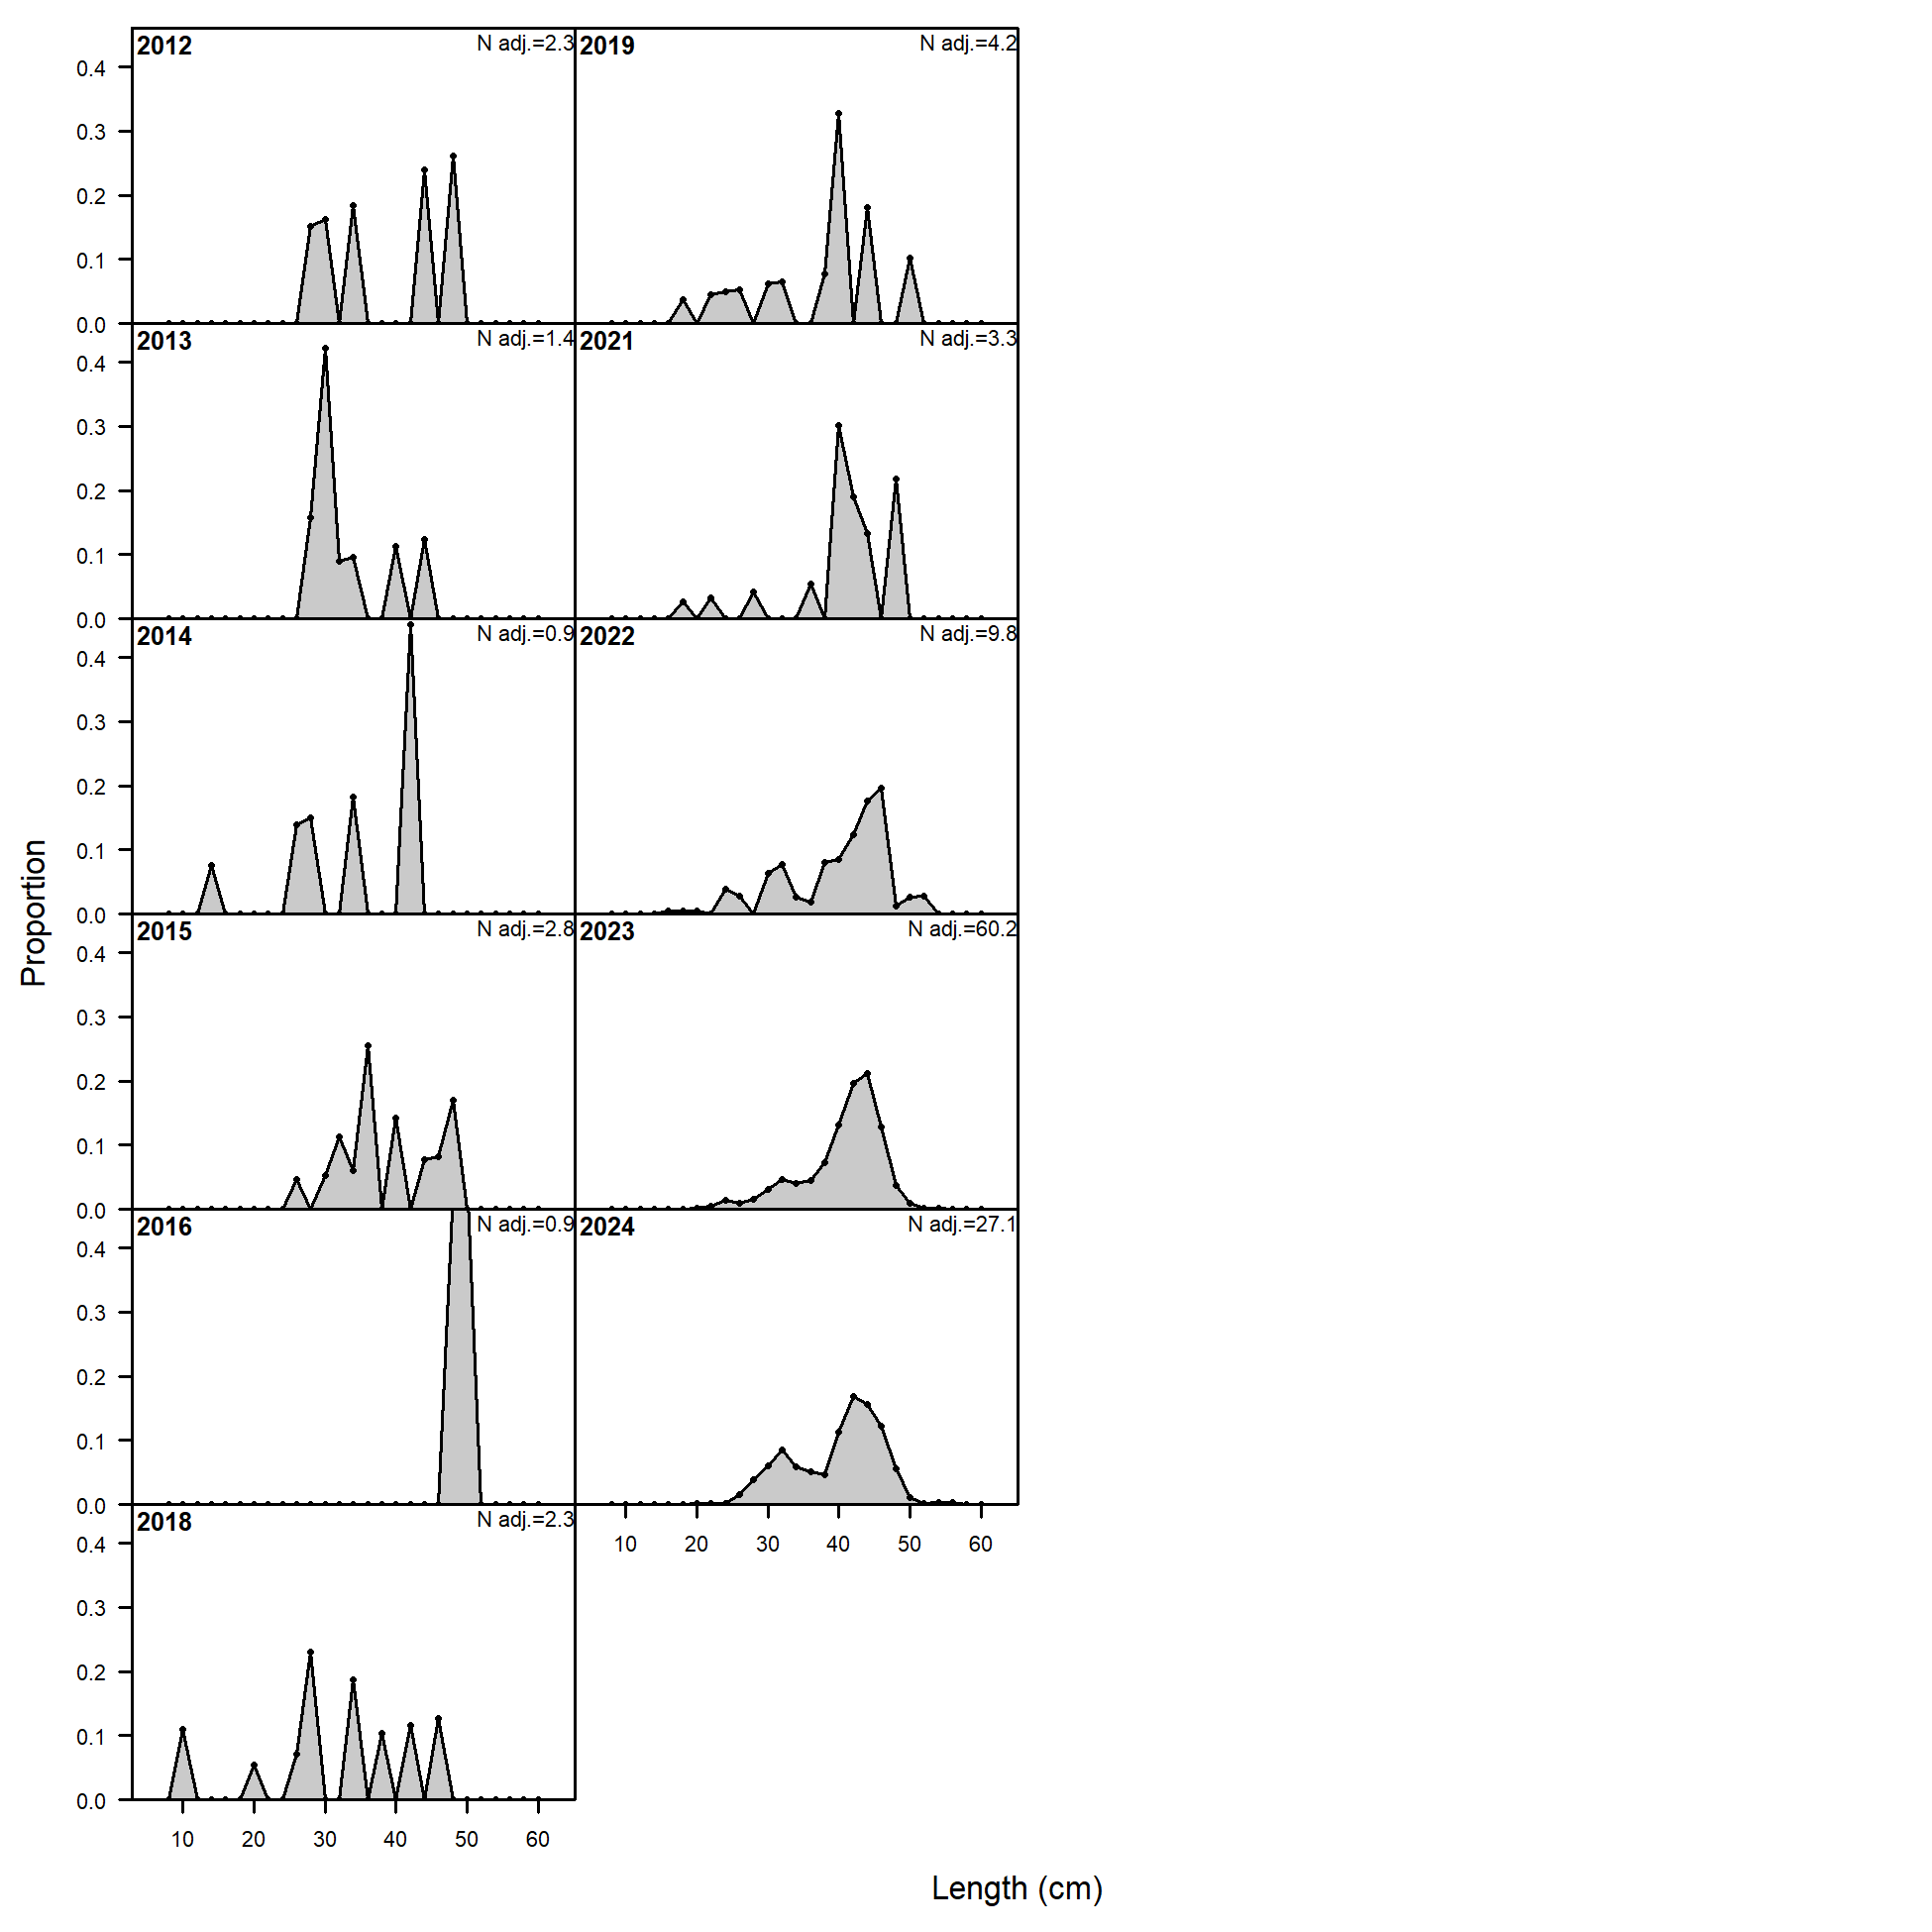 2012 N adj.=2.3
0.4
0.3
0.2
0.1
0.0
2013 N adj.=1.4
0.4
0.3
0.2
0.1
0.0
2014 N adj.=0.9
0.4
0.3
0.2
0.1
0.0
2015 N adj.=2.8
0.4
0.3
0.2
0.1
0.0
2016 N adj.=0.9
0.4
0.3
0.2
0.1
0.0
2018 N adj.=2.3
0.4
0.3
0.2
0.1
0.0
10 20 30 40 50 60
2019 N adj.=4.2
2021 N adj.=3.3
2022 N adj.=9.8
2023 N adj.=60.2
2024 N adj.=27.1
10 20 30 40 50 60
Proportion
Length (cm)